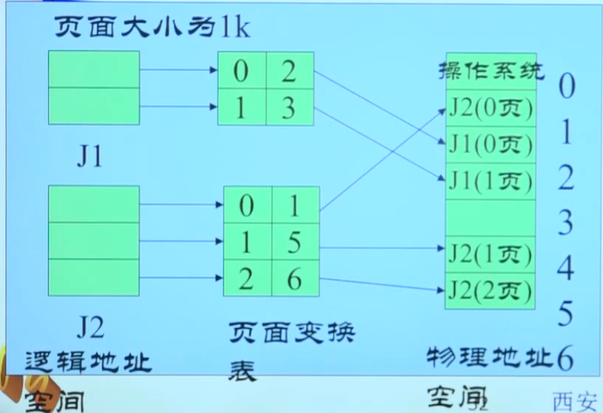 页面大小为1k
操作系统 0
0 2
J2(0页) 1
1 3
J1(0页) 2
J1
J1(1页) 3
0 1
1 5
J2(1页) 4
2 6
J2(2页) 5
J2
页面变换
表
逻辑地址
空间
物理地址6
空间
西安